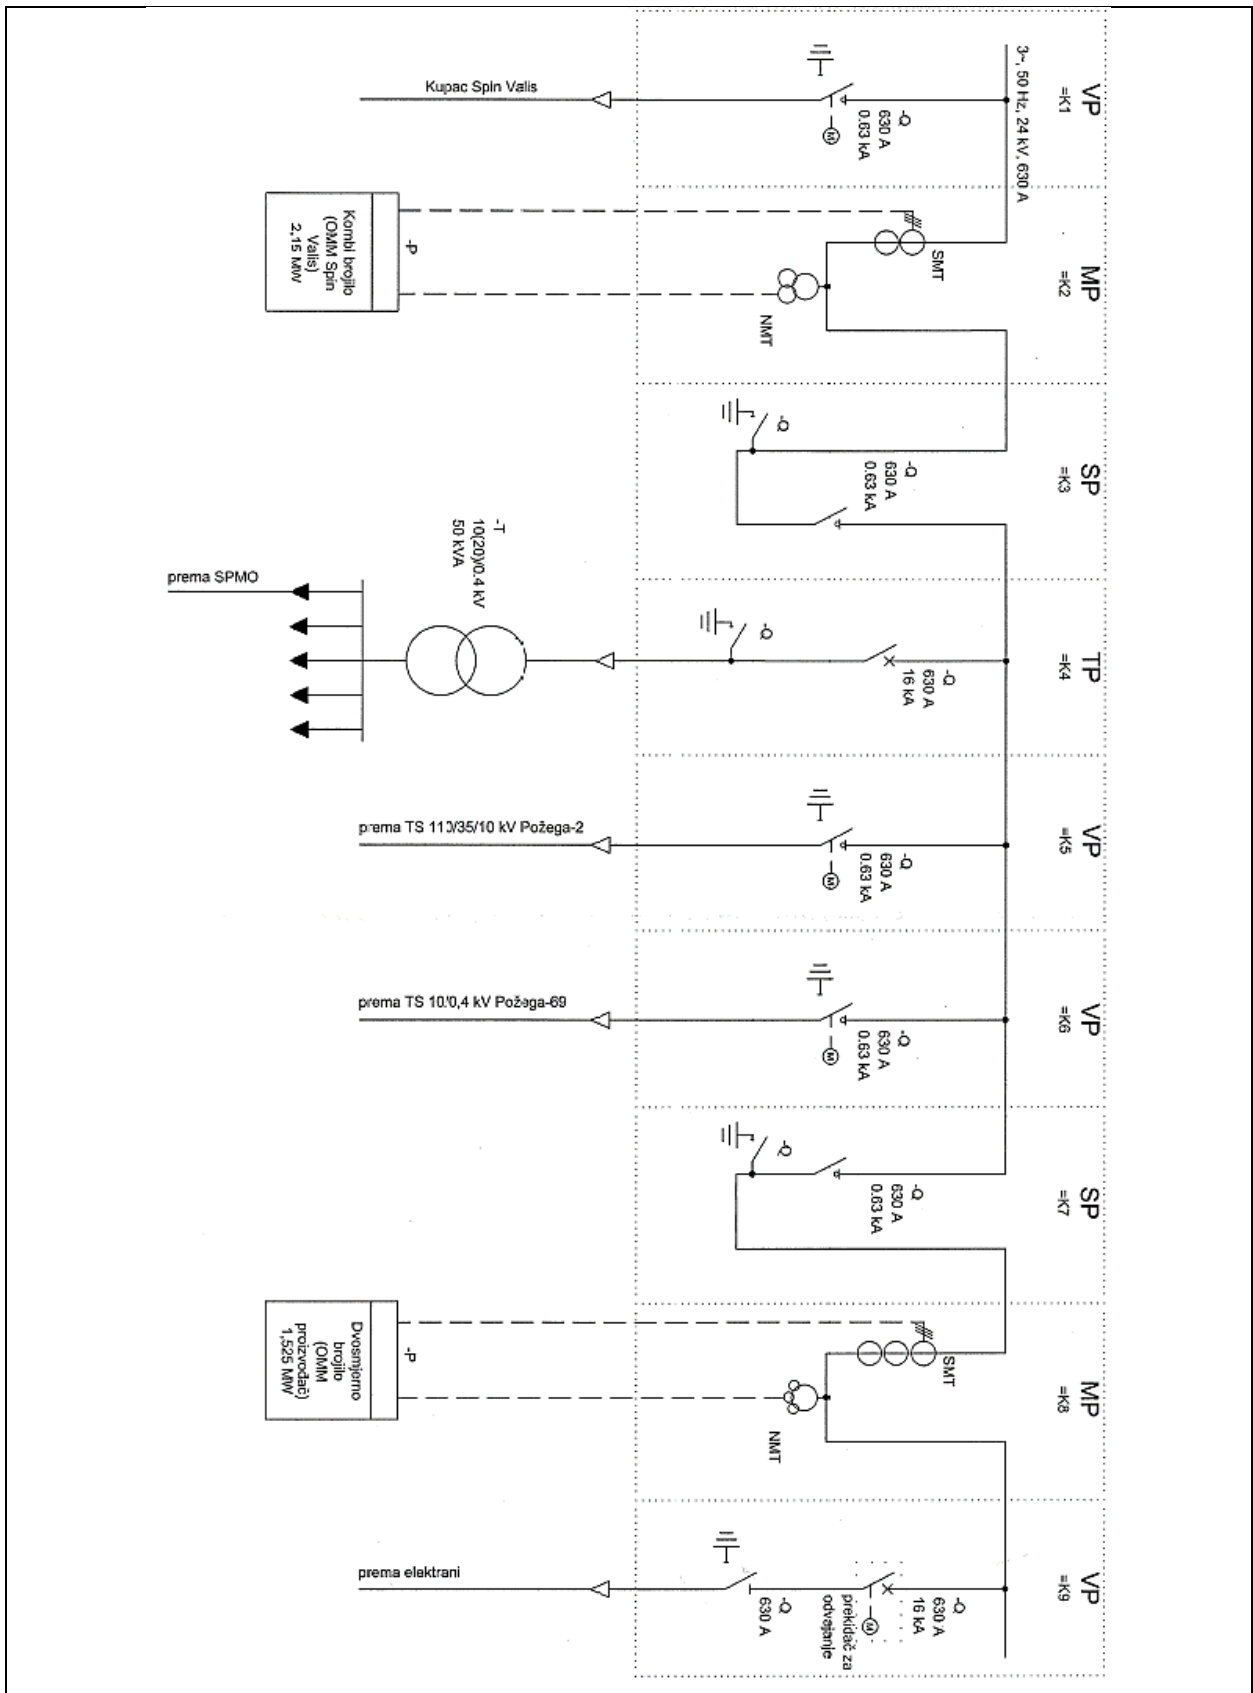 3~, 50 Hz, 24 kV, 630 A
VP
=K1
-Q
630 A
0.63 kA
M
Kupac Spin Valis
MP
=K2
SMT
NMT
-P
Kombi brojilo
(OMM Spin
Valis)
2,15 MW
SP
=K3
-Q
630 A
0.63 kA
-Q
TP
=K4
-Q
630 A
16 kA
-Q
-T
10(20)/0.4 kV
50 kVA
prema SPMO
VP
=K5
-Q
630 A
0.63 kA
M
prema TS 110/35/10 kV Požega-2
VP
=K6
-Q
630 A
0.63 kA
M
prema TS 10/0,4 kV Požega-69
SP
=K7
-Q
630 A
0.63 kA
-Q
MP
=K8
SMT
NMT
-P
Dvosmjerno
brojilo
(OMM
proizvođač)
1,525 MW
VP
=K9
-Q
630 A
16 kA
M
prekidač za
odvajanje
-Q
630 A
prema elektrani